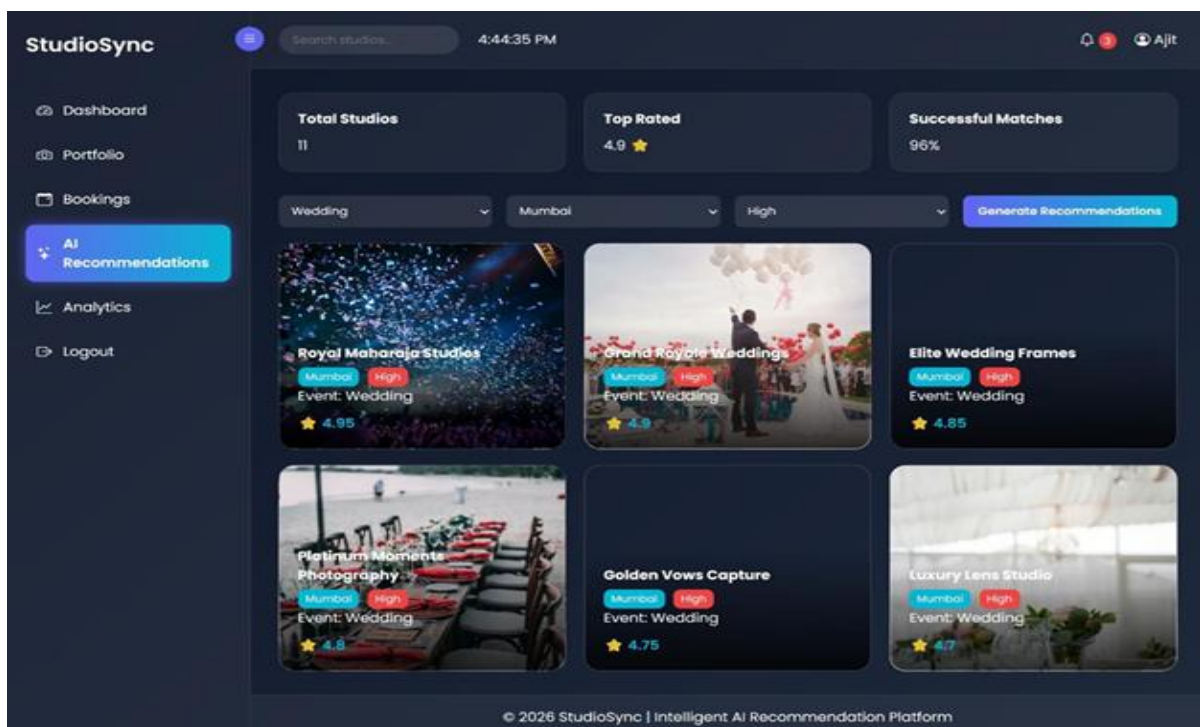 StudioSync
Search studios..
4:44:35 PM
3
Ajit
Dashboard
Portfolio
Bookings
AI
Recommendations
Analytics
Logout
Total Studios
11
Top Rated
4.9
Successful Matches
96%
Wedding
Mumbai
High
Generate Recommendations
Royal Maharaja Studios
Mumbai High
Event: Wedding
4.95
Grand Royale Weddings
Mumbai High
Event: Wedding
4.9
Elite Wedding Frames
Mumbai High
Event: Wedding
4.85
Platinum Moments
Photography
Mumbai High
Event: Wedding
4.8
Golden Vows Capture
Mumbai High
Event: Wedding
4.75
Luxury Lens Studio
Mumbai High
Event: Wedding
4.7
© 2026 StudioSync | Intelligent AI Recommendation Platform